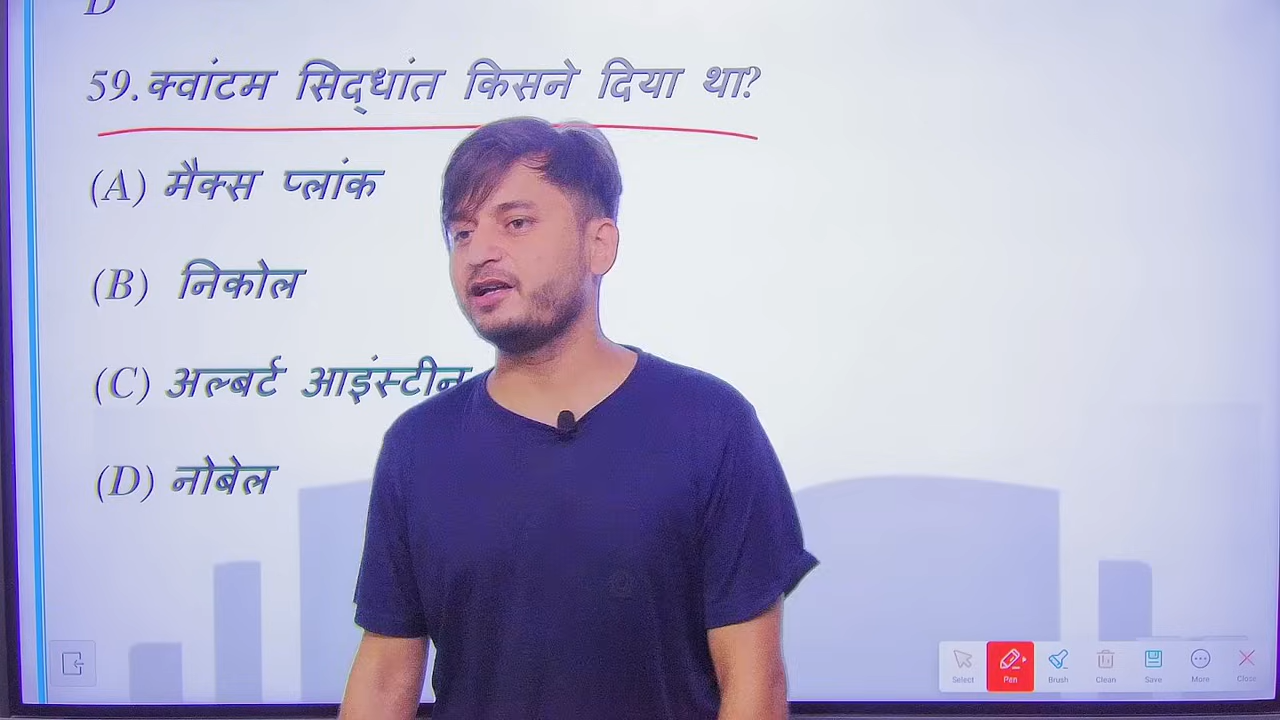 D
59. क्वांटम सिद्धांत किसने दिया था?
(A) मैक्स प्लांक
(B) निकोल
(C) अल्बर्ट आइंस्टीन
(D) नोबेल
Select Pen Brush Clean Save More Close